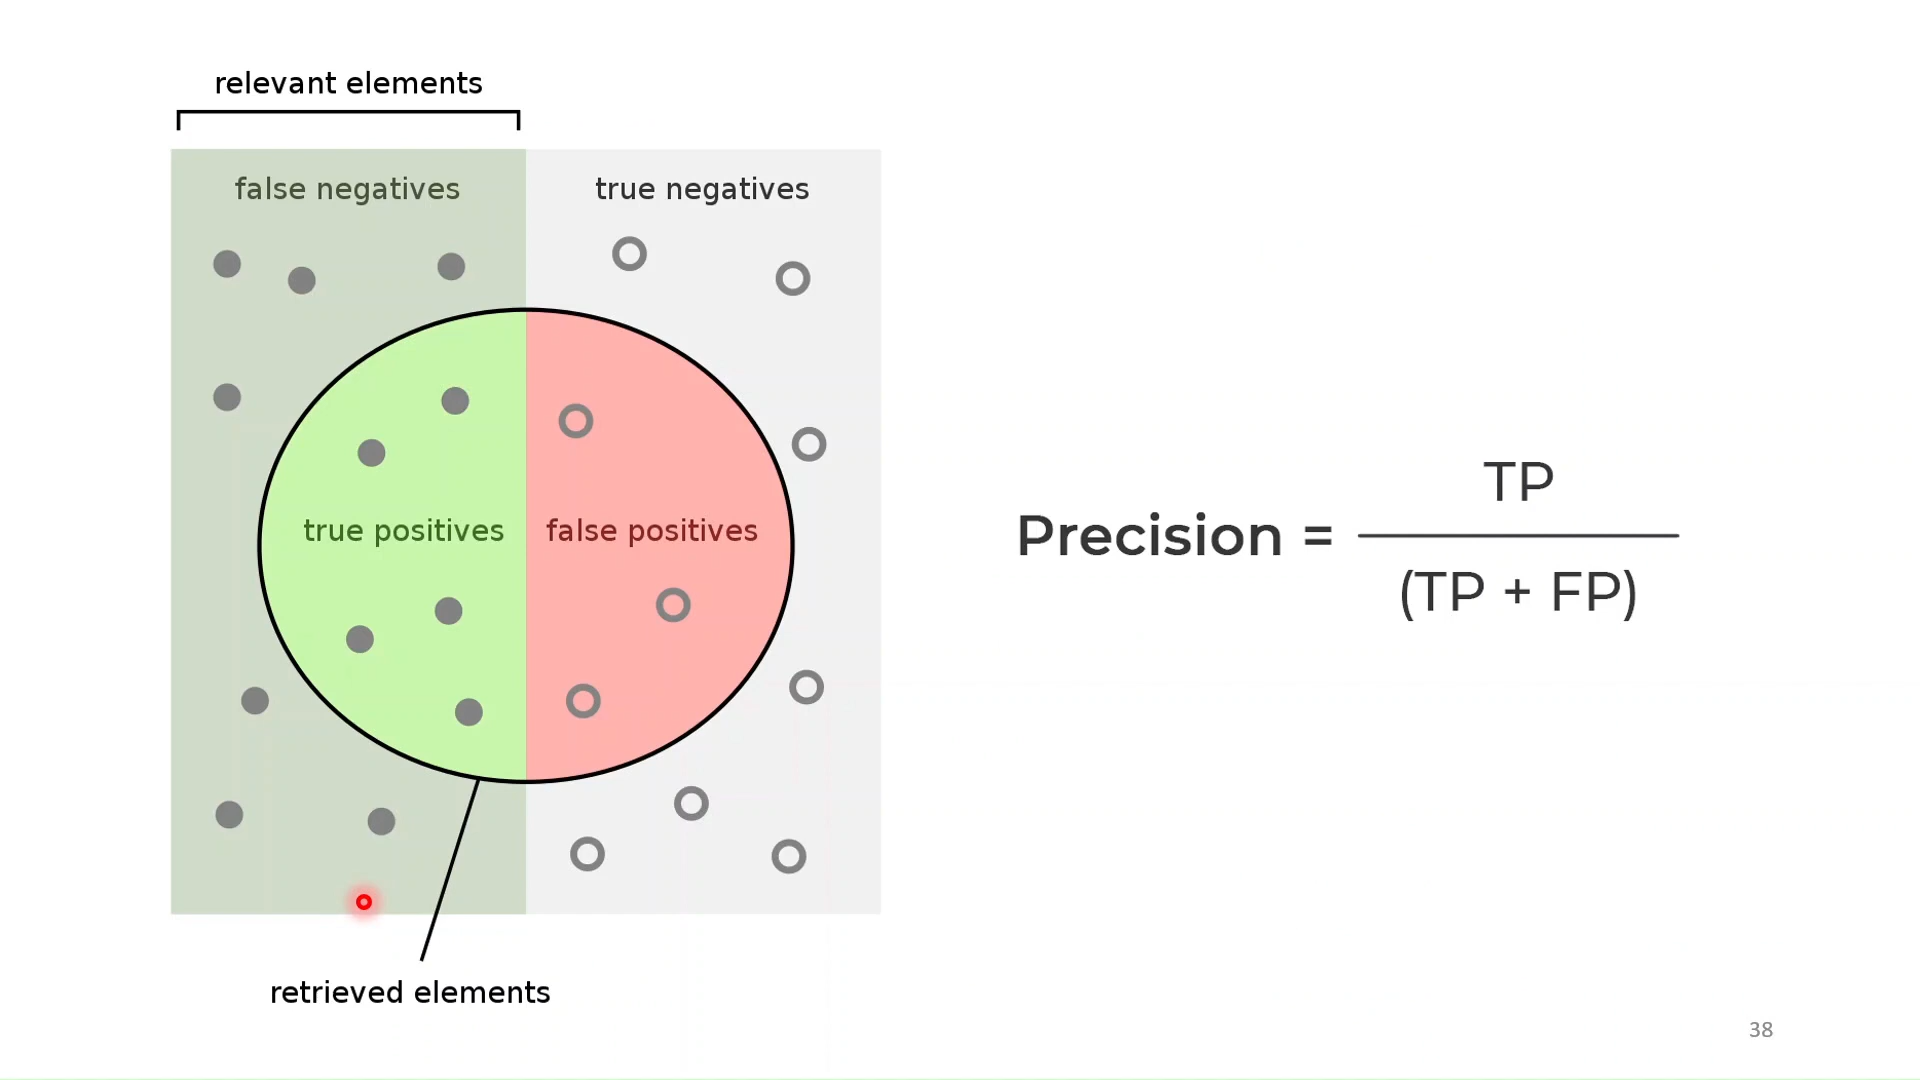 relevant elements
false negatives
true negatives
true positives
false positives
retrieved elements
Precision =
TP
(TP + FP)
38